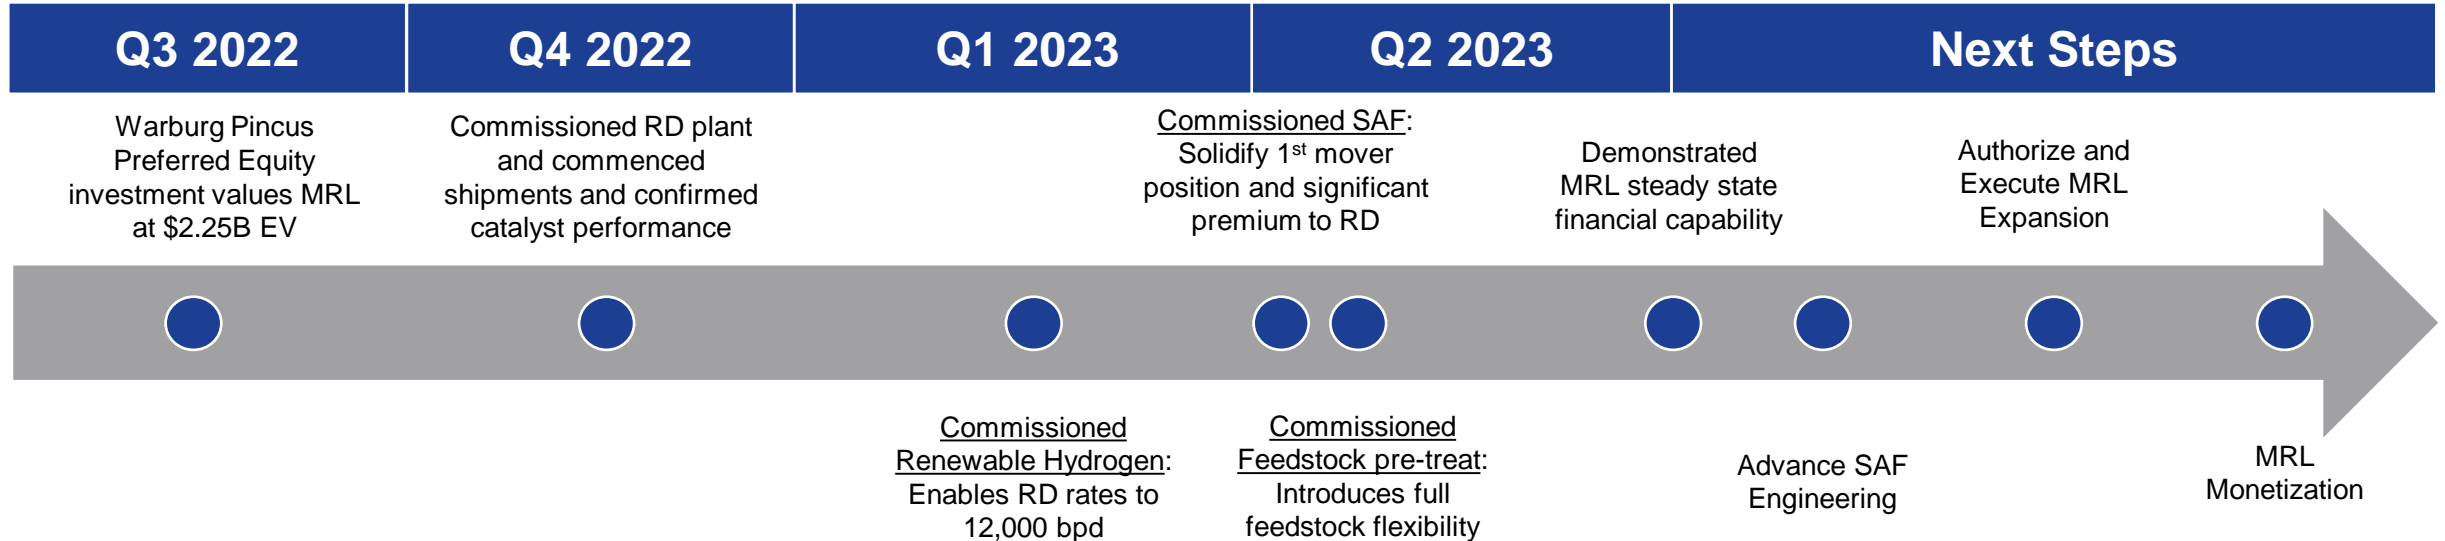 Q3 2022
Q4 2022
Q1 2023
Q2 2023
Next Steps
Warburg Pincus
Preferred Equity
investment values MRL
at $2.25B EV
Commissioned RD plant
and commenced
shipments and confirmed
catalyst performance
Commissioned SAF:
Solidify 1st mover
position and significant
premium to RD
Demonstrated
MRL steady state
financial capability
Authorize and
Execute MRL
Expansion
Commissioned
Renewable Hydrogen:
Enables RD rates to
12,000 bpd
Commissioned
Feedstock pre-treat:
Introduces full
feedstock flexibility
Advance SAF
Engineering
MRL
Monetization